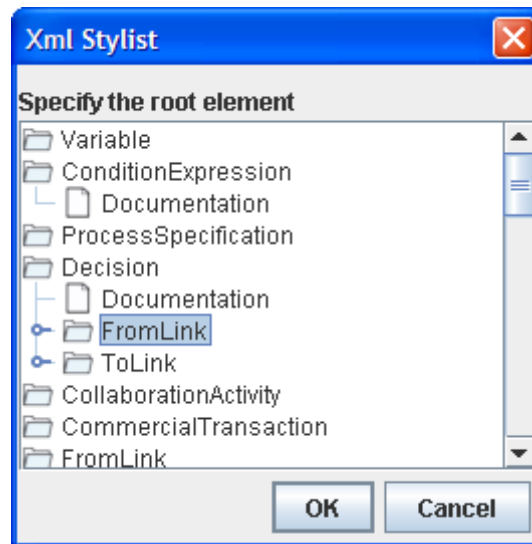 Xml Stylist
Specify the root element
Variable
ConditionExpression
Documentation
ProcessSpecification
Decision
Documentation
FromLink
ToLink
CollaborationActivity
CommercialTransaction
FromLink
OK Cancel